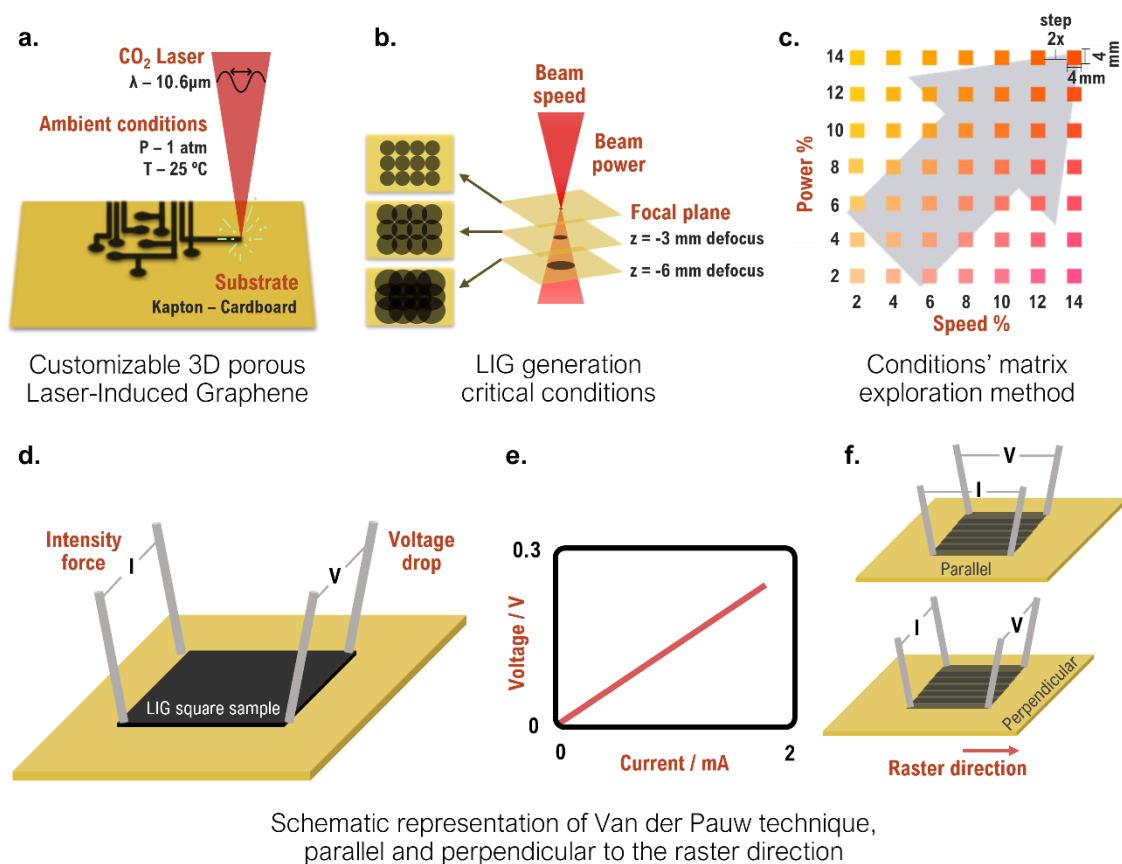 a.
CO2 Laser
λ – 10.6µm
Ambient conditions
P – 1 atm
T – 25 ºC
Substrate
Kapton – Cardboard
Customizable 3D porous
Laser-Induced Graphene
b.
Beam
speed
Beam
power
Focal plane
z = -3 mm defocus
z = -6 mm defocus
LIG generation
critical conditions
c.
step
2x
4 mm
4 mm
Power %
14
12
10
8
6
4
2
2 4 6 8 10 12 14
Speed %
Conditions’ matrix
exploration method
d.
Intensity
force
I
Voltage
drop
V
LIG square sample
e.
0.3
Voltage / V
0
0 2
Current / mA
f.
V
I
Parallel
I
V
Perpendicular
Raster direction
Schematic representation of Van der Pauw technique,
parallel and perpendicular to the raster direction